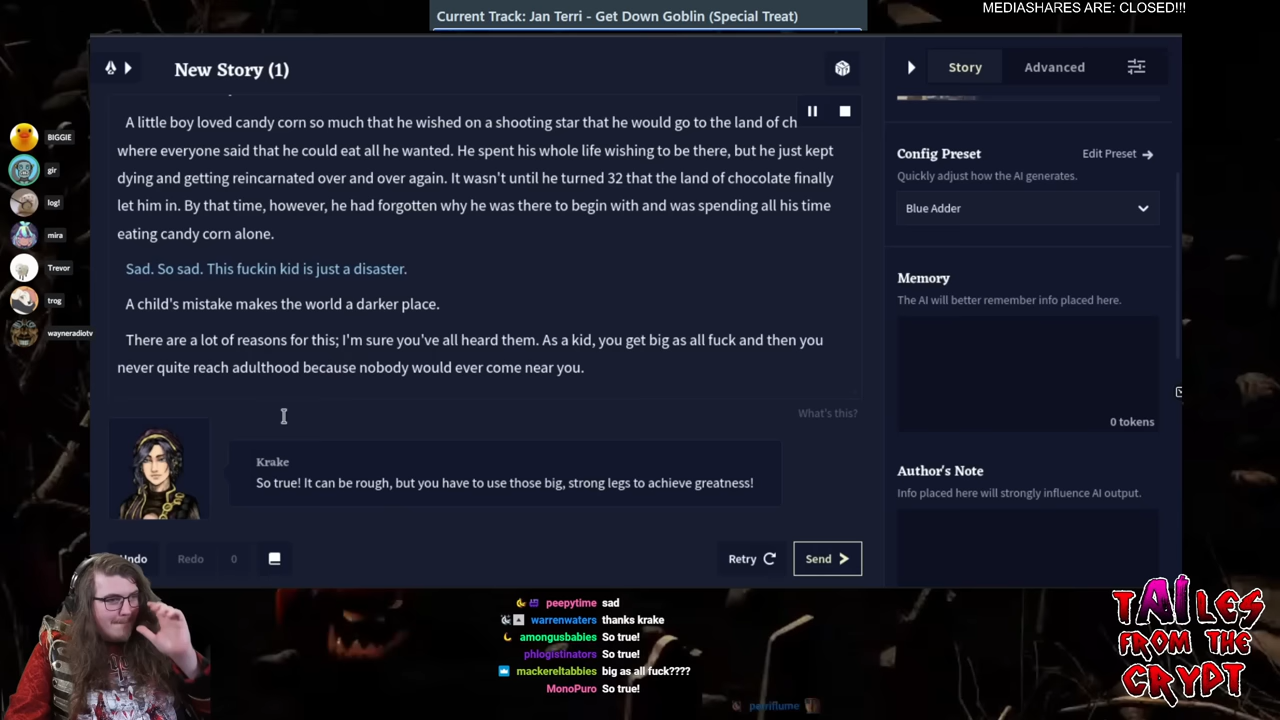 Current Track: Jan Terri - Get Down Goblin (Special Treat)
MEDIASHARES ARE: CLOSED!!!
New Story (1)
Story
Advanced
BIGGIE
gir
log!
mira
Trevor
trog
wayneradiotv
A little boy loved candy corn so much that he wished on a shooting star that he would go to the land of ch
where everyone said that he could eat all he wanted. He spent his whole life wishing to be there, but he just kept
dying and getting reincarnated over and over again. It wasn't until he turned 32 that the land of chocolate finally
let him in. By that time, however, he had forgotten why he was there to begin with and was spending all his time
eating candy corn alone.
Sad. So sad. This fuckin kid is just a disaster.
A child's mistake makes the world a darker place.
There are a lot of reasons for this; I'm sure you've all heard them. As a kid, you get big as all fuck and then you
never quite reach adulthood because nobody would ever come near you.
What's this?
Krake
So true! It can be rough, but you have to use those big, strong legs to achieve greatness!
Undo
Redo
0
Retry
Send
Config Preset
Edit Preset
Quickly adjust how the AI generates.
Blue Adder
Memory
The AI will better remember info placed here.
0 tokens
Author's Note
Info placed here will strongly influence AI output.
peepytime sad
warrenwaters thanks krake
amongusbabies So true!
phlogistinators So true!
mackereltabbies big as all fuck????
MonoPuro So true!
perriflume
TAILES
FROM THE
CRYPT